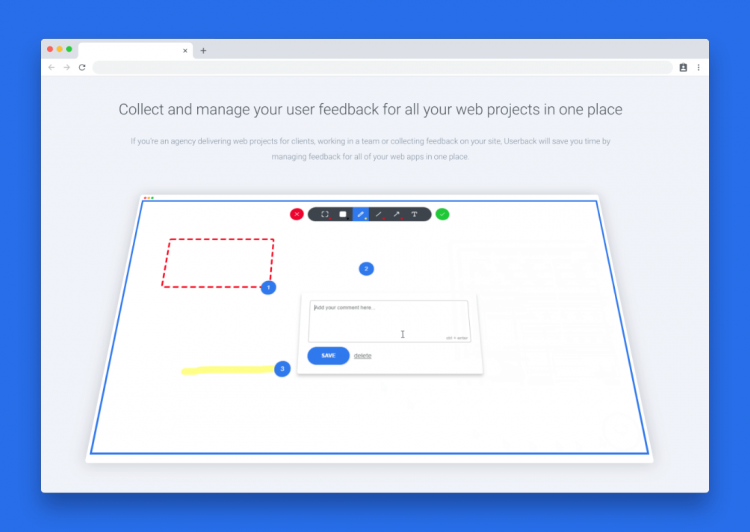 Collect and manage your user feedback for all your web projects in one place
If you're an agency delivering web projects for clients, working in a team or collecting feedback on your site, Userback will save you time by
managing feedback for all of your web apps in one place.
T
2
1
Add your comment here...
ctrl + enter
SAVE delete
3